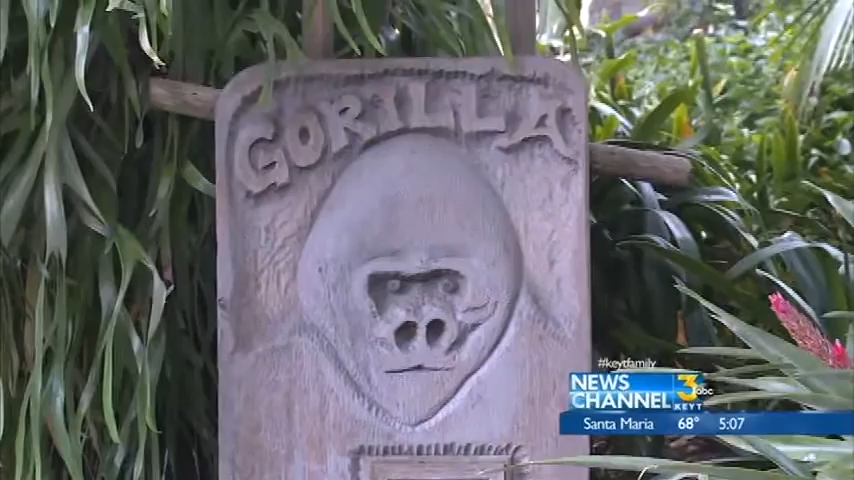 GORILLA
#keytfamily
NEWS
CHANNEL 3 abc
KEYT
Santa Maria 68° 5:07